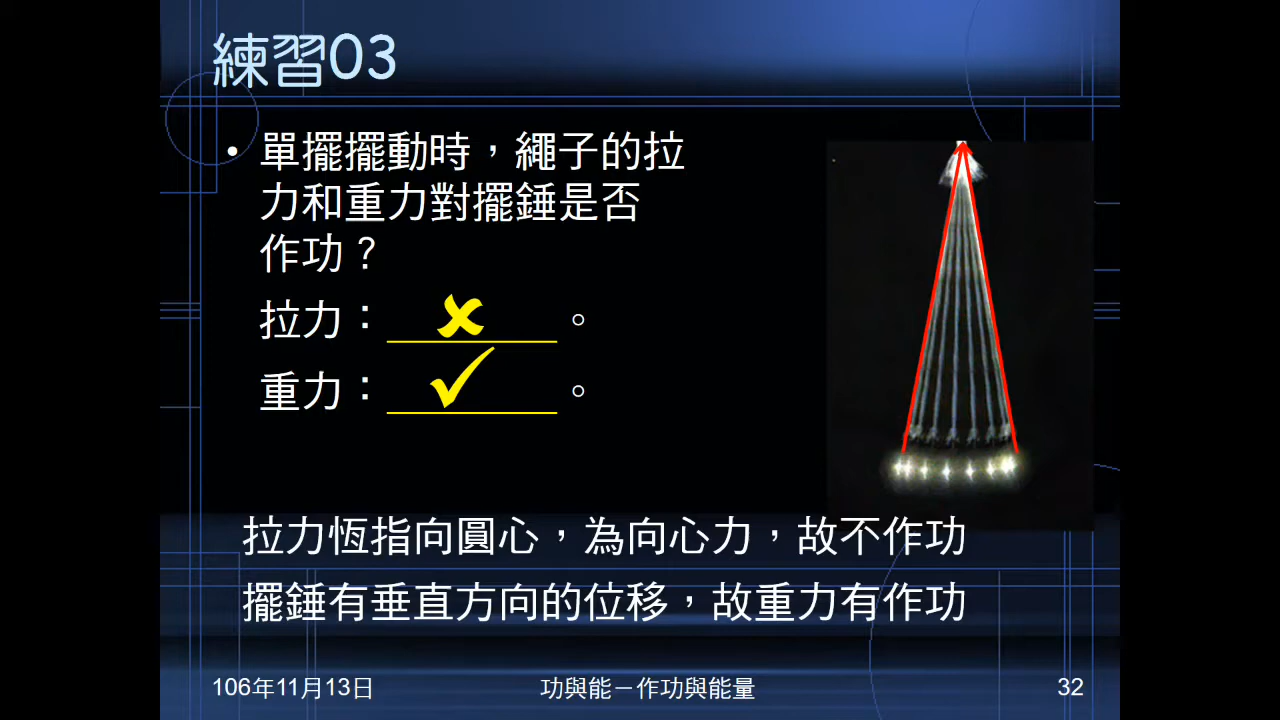 練習03
• 單擺擺動時，繩子的拉
力和重力對擺錘是否
作功？
拉力：✘。
重力：✓。
拉力恆指向圓心，為向心力，故不作功
擺錘有垂直方向的位移，故重力有作功
106年11月13日 功與能－作功與能量 32